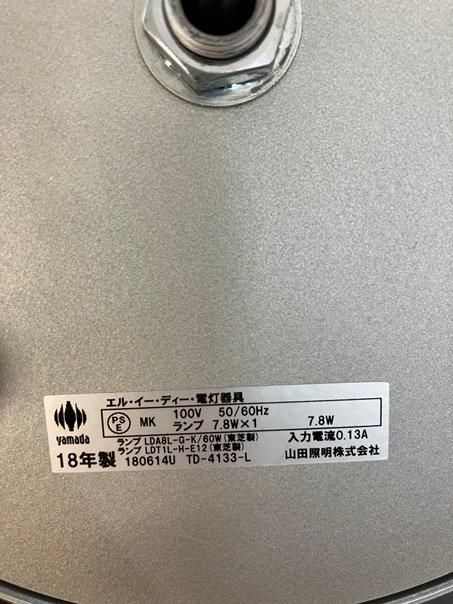 エル・イー・ディー・電灯器具
PS
E
MK 100V 50/60Hz
ランプ 7.8W×1 7.8W
yamada
ランプ LDA8L-G-K/60W(東芝製) 入力電流0.13A
ランプ LDT1L-H-E12(東芝製)
18年製 180614U TD-4133-L 山田照明株式会社